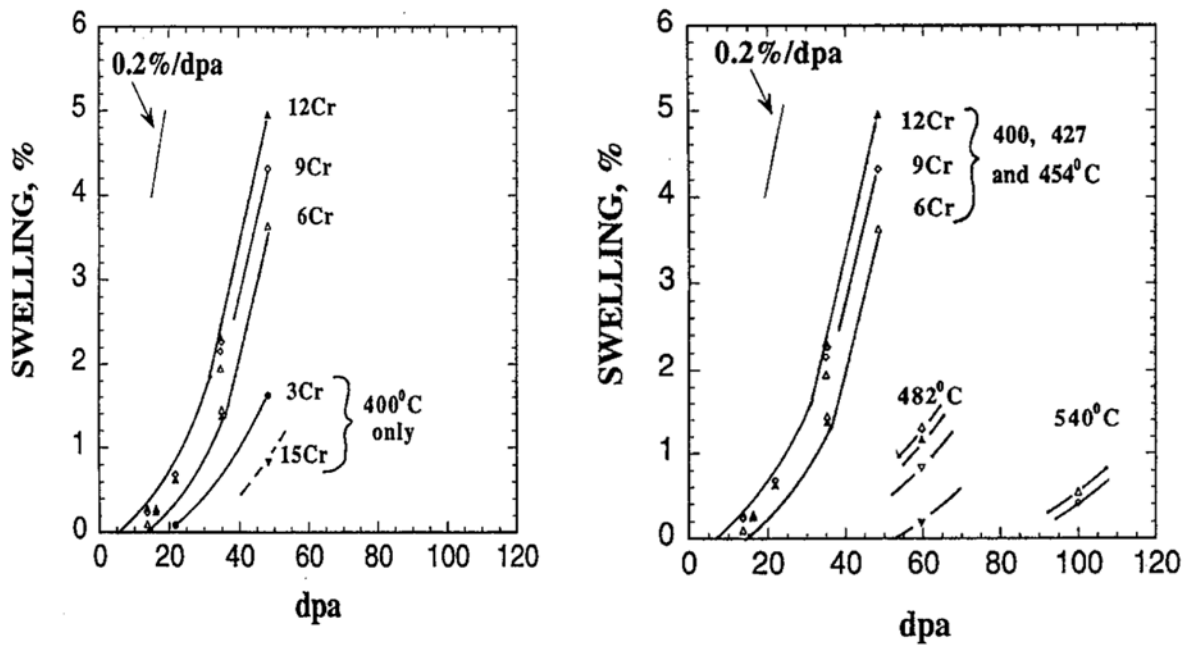 6
5
4
3
2
1
0
0 20 40 60 80 100 120
SWELLING, %
dpa
0.2%/dpa
12Cr
9Cr
6Cr
3Cr
15Cr
400⁰C
only
6
5
4
3
2
1
0
0 20 40 60 80 100 120
SWELLING, %
dpa
0.2%/dpa
12Cr
9Cr
6Cr
400, 427
and 454⁰C
482⁰C
540⁰C